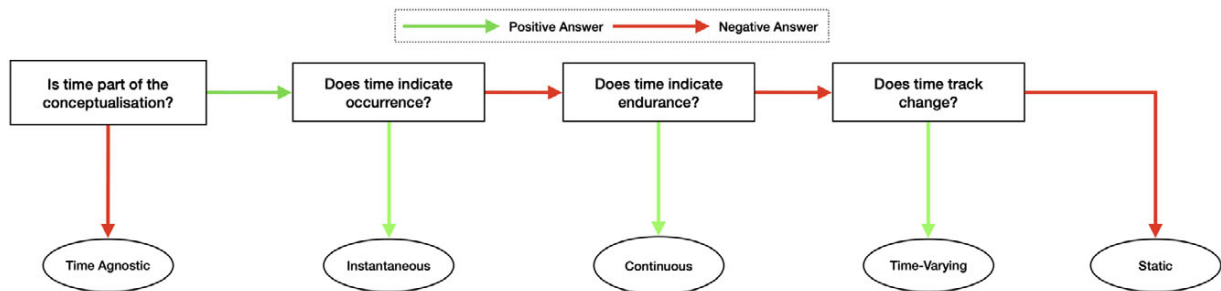 Positive Answer
Negative Answer
Is time part of the
conceptualisation?
Does time indicate
occurrence?
Does time indicate
endurance?
Does time track
change?
Time Agnostic
Instantaneous
Continuous
Time-Varying
Static